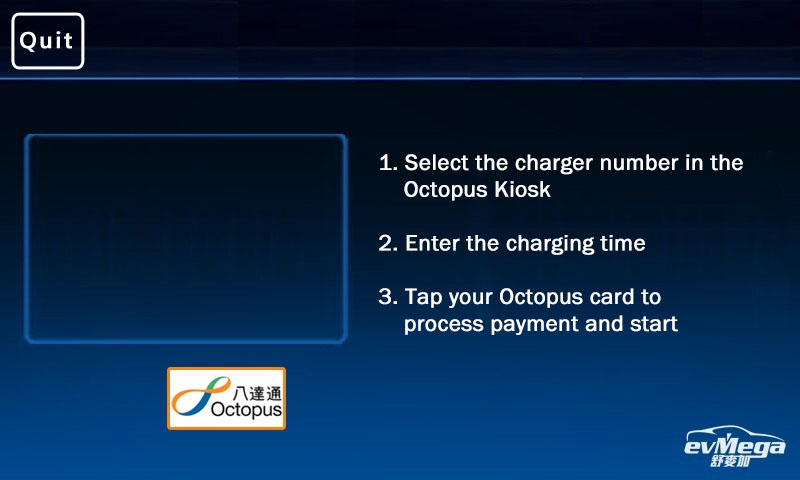 Quit
1. Select the charger number in the
Octopus Kiosk
2. Enter the charging time
3. Tap your Octopus card to
process payment and start
八達通
Octopus
evMega
舒麥加